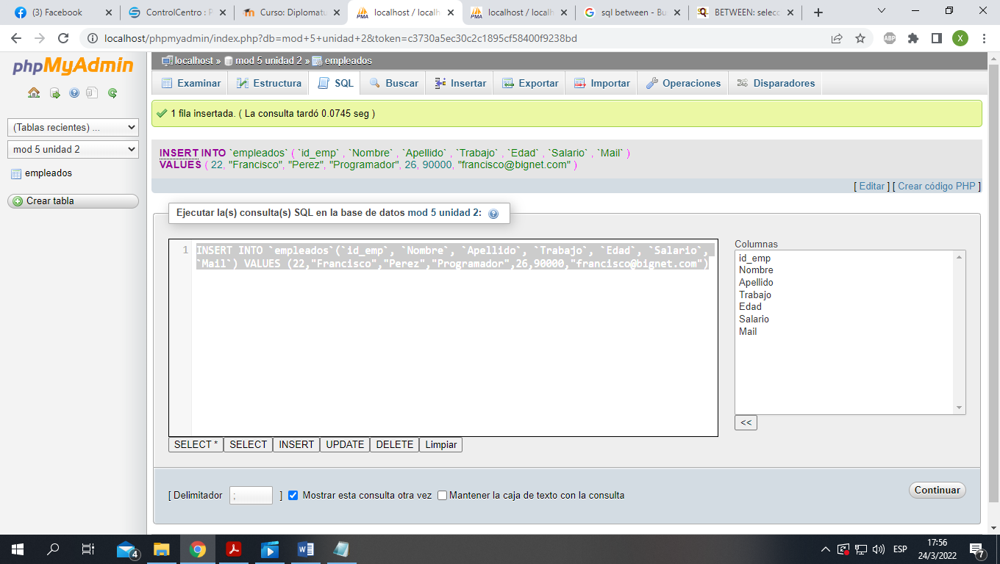 (3) Facebook
ControlCentro : P
Curso: Diplomatu
localhost / localh
localhost / localh
sql between - Bu
BETWEEN: selecc
localhost/phpmyadmin/index.php?db=mod+5+unidad+2&token=c3730a5ec30c2c1895cf58400f9238bd
ABP
X
phpMyAdmin
localhost » mod 5 unidad 2 » empleados
Examinar
Estructura
SQL
Buscar
Insertar
Exportar
Importar
Operaciones
Disparadores
(Tablas recientes) ...
mod 5 unidad 2
empleados
Crear tabla
1 fila insertada. ( La consulta tardó 0.0745 seg )
INSERT INTO `empleados` ( `id_emp` , `Nombre` , `Apellido` , `Trabajo` , `Edad` , `Salario` , `Mail` )
VALUES ( 22, "Francisco", "Perez", "Programador", 26, 90000, "francisco@bignet.com" )
[ Editar ] [ Crear código PHP ]
Ejecutar la(s) consulta(s) SQL en la base de datos mod 5 unidad 2:
1 INSERT INTO `empleados`(`id_emp`, `Nombre`, `Apellido`, `Trabajo`, `Edad`, `Salario`,
`Mail`) VALUES (22,"Francisco","Perez","Programador",26,90000,"francisco@bignet.com")
Columnas
id_emp
Nombre
Apellido
Trabajo
Edad
Salario
Mail
<<
SELECT *
SELECT
INSERT
UPDATE
DELETE
Limpiar
[ Delimitador ; ] Mostrar esta consulta otra vez Mantener la caja de texto con la consulta
Continuar
4
ESP
17:56
24/3/2022
7